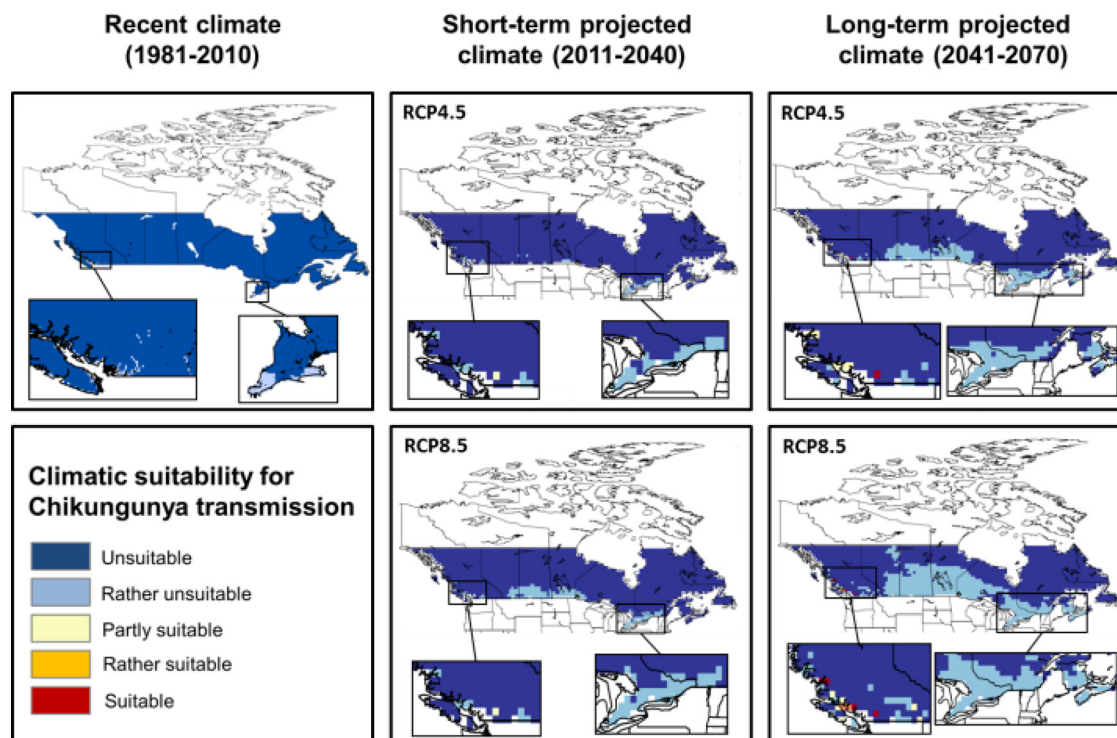 Recent climate
(1981-2010)
Short-term projected
climate (2011-2040)
Long-term projected
climate (2041-2070)
RCP4.5
RCP4.5
Climatic suitability for
Chikungunya transmission
Unsuitable
Rather unsuitable
Partly suitable
Rather suitable
Suitable
RCP8.5
RCP8.5